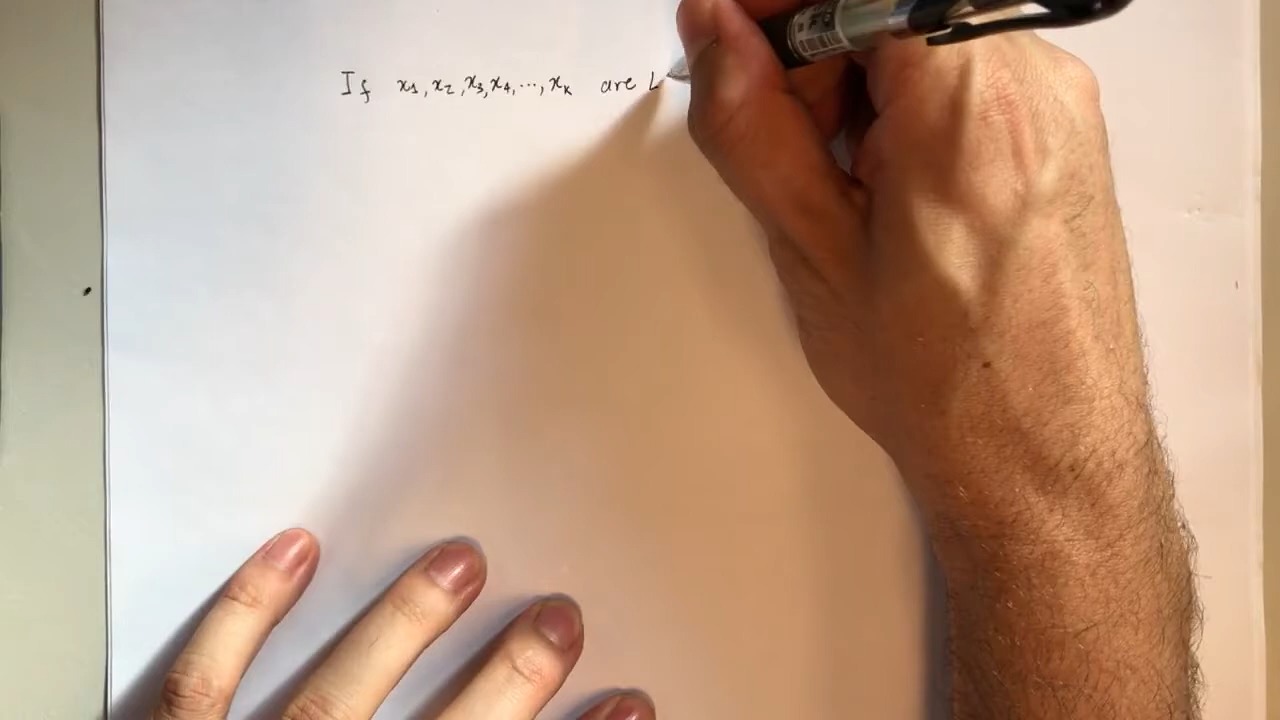 If x₁, x₂, x₃, x₄, ..., xₖ are L